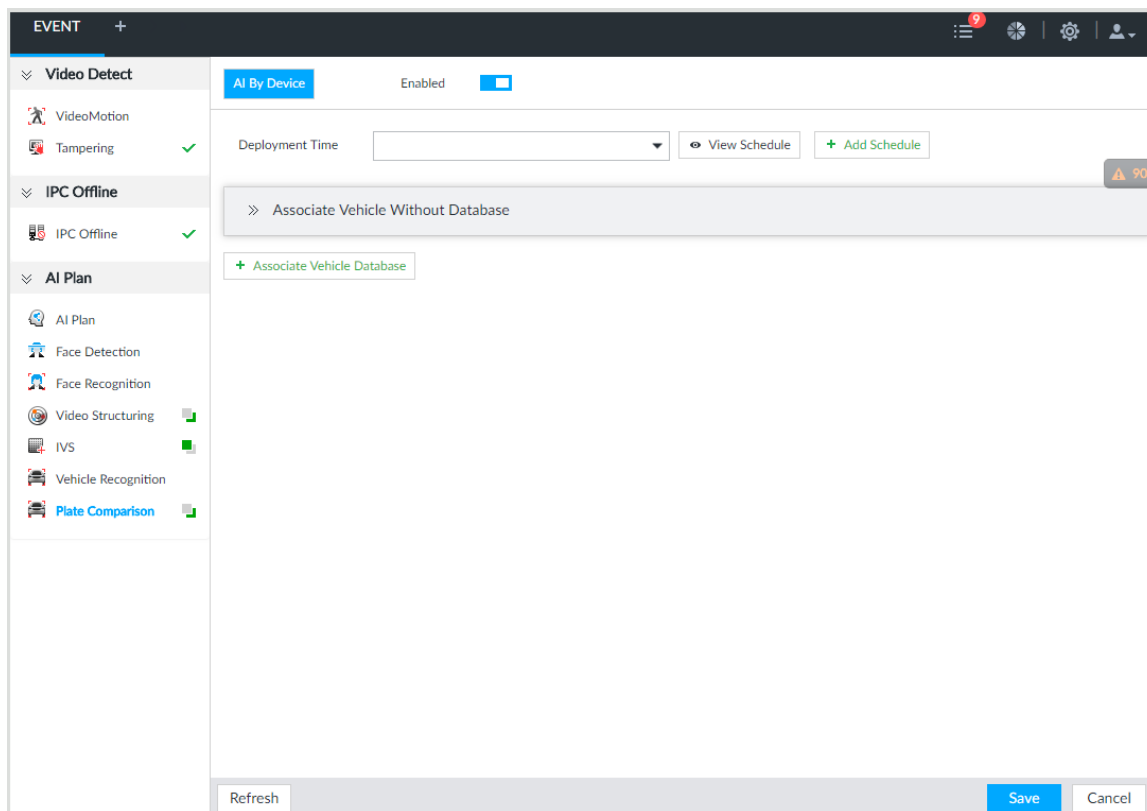 EVENT +
9
Video Detect
VideoMotion
Tampering
IPC Offline
IPC Offline
AI Plan
AI Plan
Face Detection
Face Recognition
Video Structuring
IVS
Vehicle Recognition
Plate Comparison
AI By Device
Enabled
Deployment Time
View Schedule
+ Add Schedule
90
Associate Vehicle Without Database
+ Associate Vehicle Database
Refresh
Save
Cancel